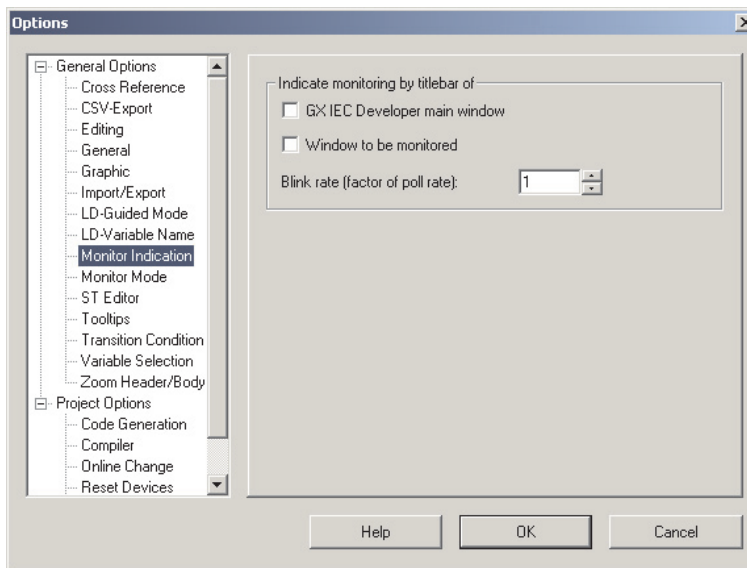 Options
General Options
Cross Reference
CSV-Export
Editing
General
Graphic
Import/Export
LD-Guided Mode
LD-Variable Name
Monitor Indication
Monitor Mode
ST Editor
Tooltips
Transition Condition
Variable Selection
Zoom Header/Body
Project Options
Code Generation
Compiler
Online Change
Reset Devices
Indicate monitoring by titlebar of
GX IEC Developer main window
Window to be monitored
Blink rate (factor of poll rate): 1
Help OK Cancel